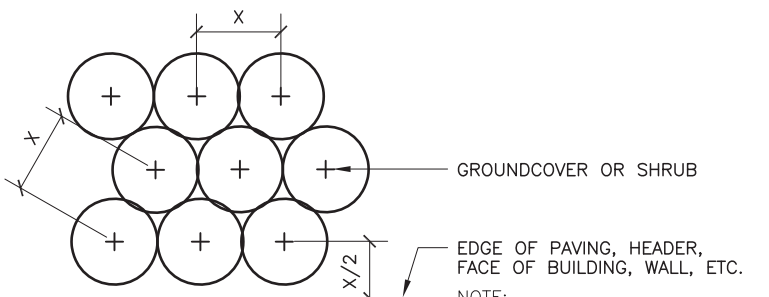 X
X
GROUNDCOVER OR SHRUB
X/2
EDGE OF PAVING, HEADER,
FACE OF BUILDING, WALL, ETC.
NOTE: